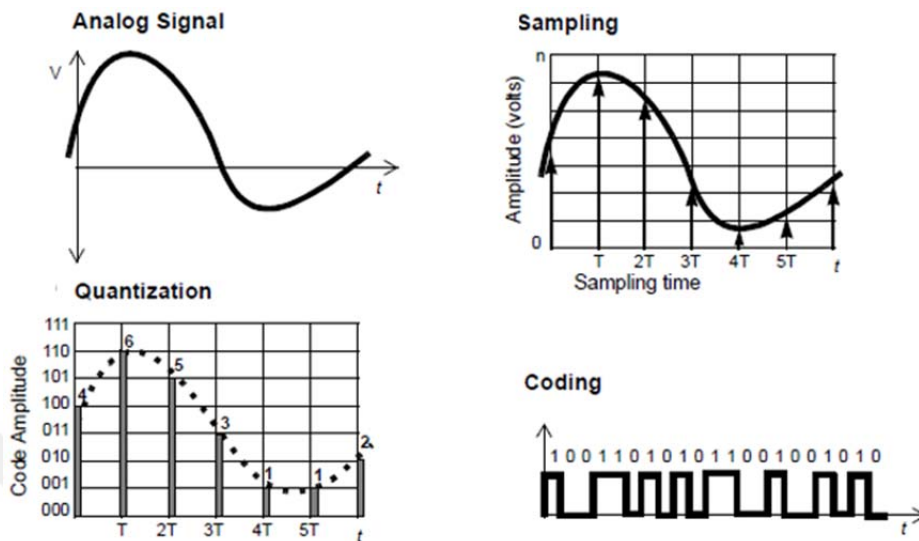 Analog Signal
V
t
Sampling
Amplitude (volts)
n
0
T 2T 3T 4T 5T t
Sampling time
Quantization
Code Amplitude
111
110
101
100
011
010
001
000
4 6 5 3 1 1 2
T 2T 3T 4T 5T t
Coding
1 0 0 1 1 0 1 0 1 0 1 1 0 0 1 0 0 1 0 1 0
t